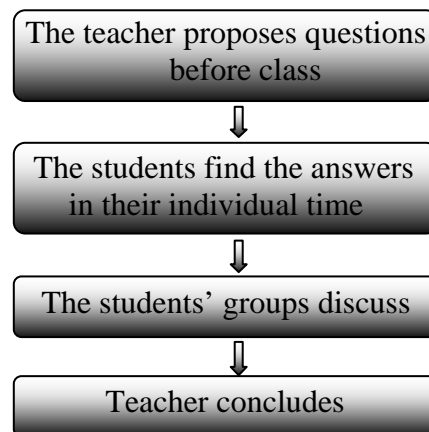 The teacher proposes questions
before class
The students find the answers
in their individual time
The students’ groups discuss
Teacher concludes